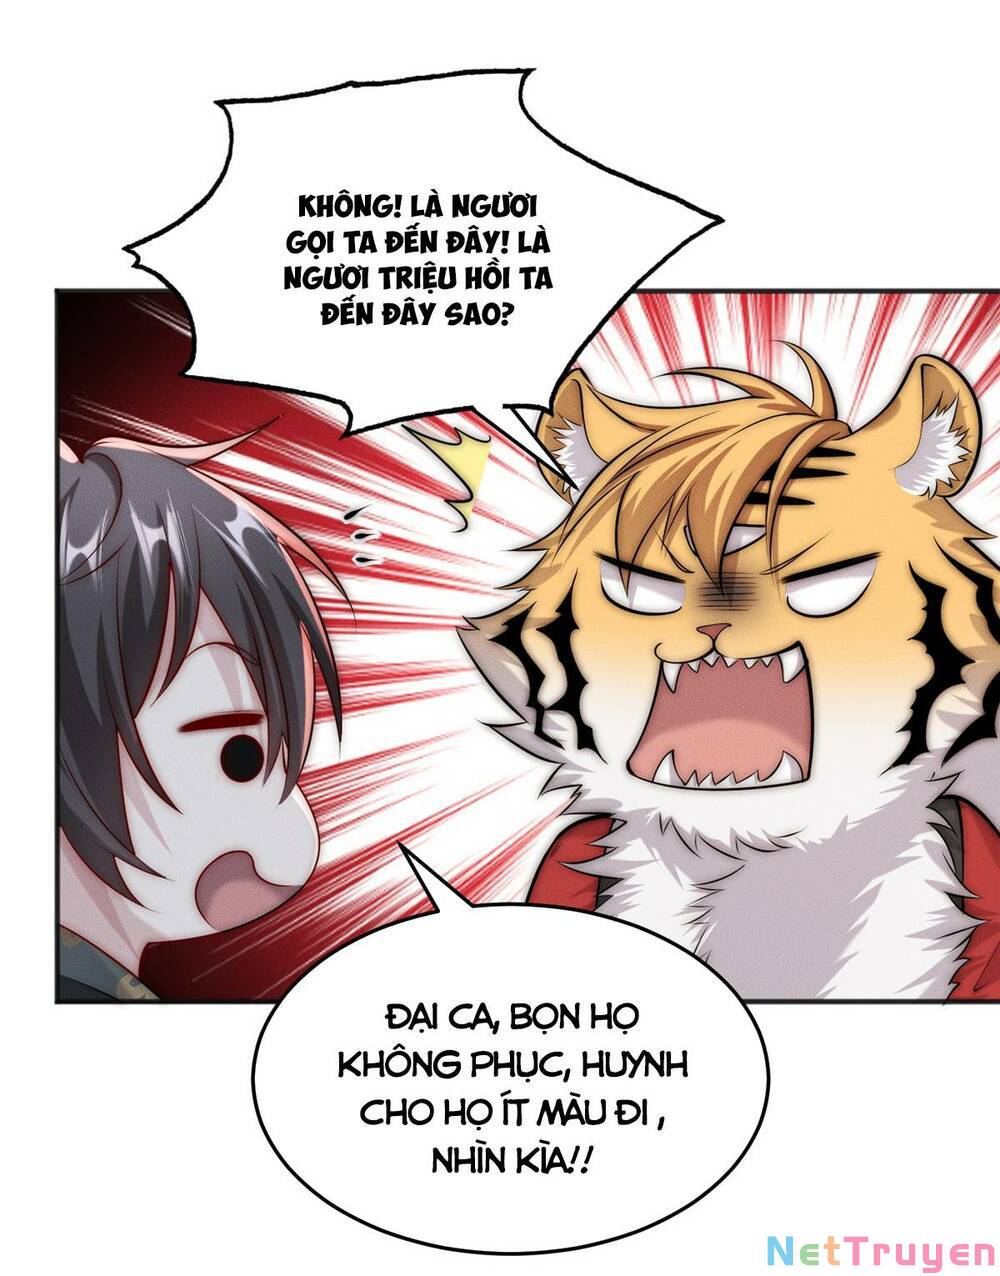 KHÔNG! LÀ NGƯƠI
GỌI TA ĐẾN ĐÂY! LÀ
NGƯƠI TRIỆU HỒI TA
ĐẾN ĐÂY SAO?
ĐẠI CA, BỌN HỌ
KHÔNG PHỤC, HUYNH
CHO HỌ ÍT MÀU ĐI,
NHÌN KÌA!!
NetTruyen